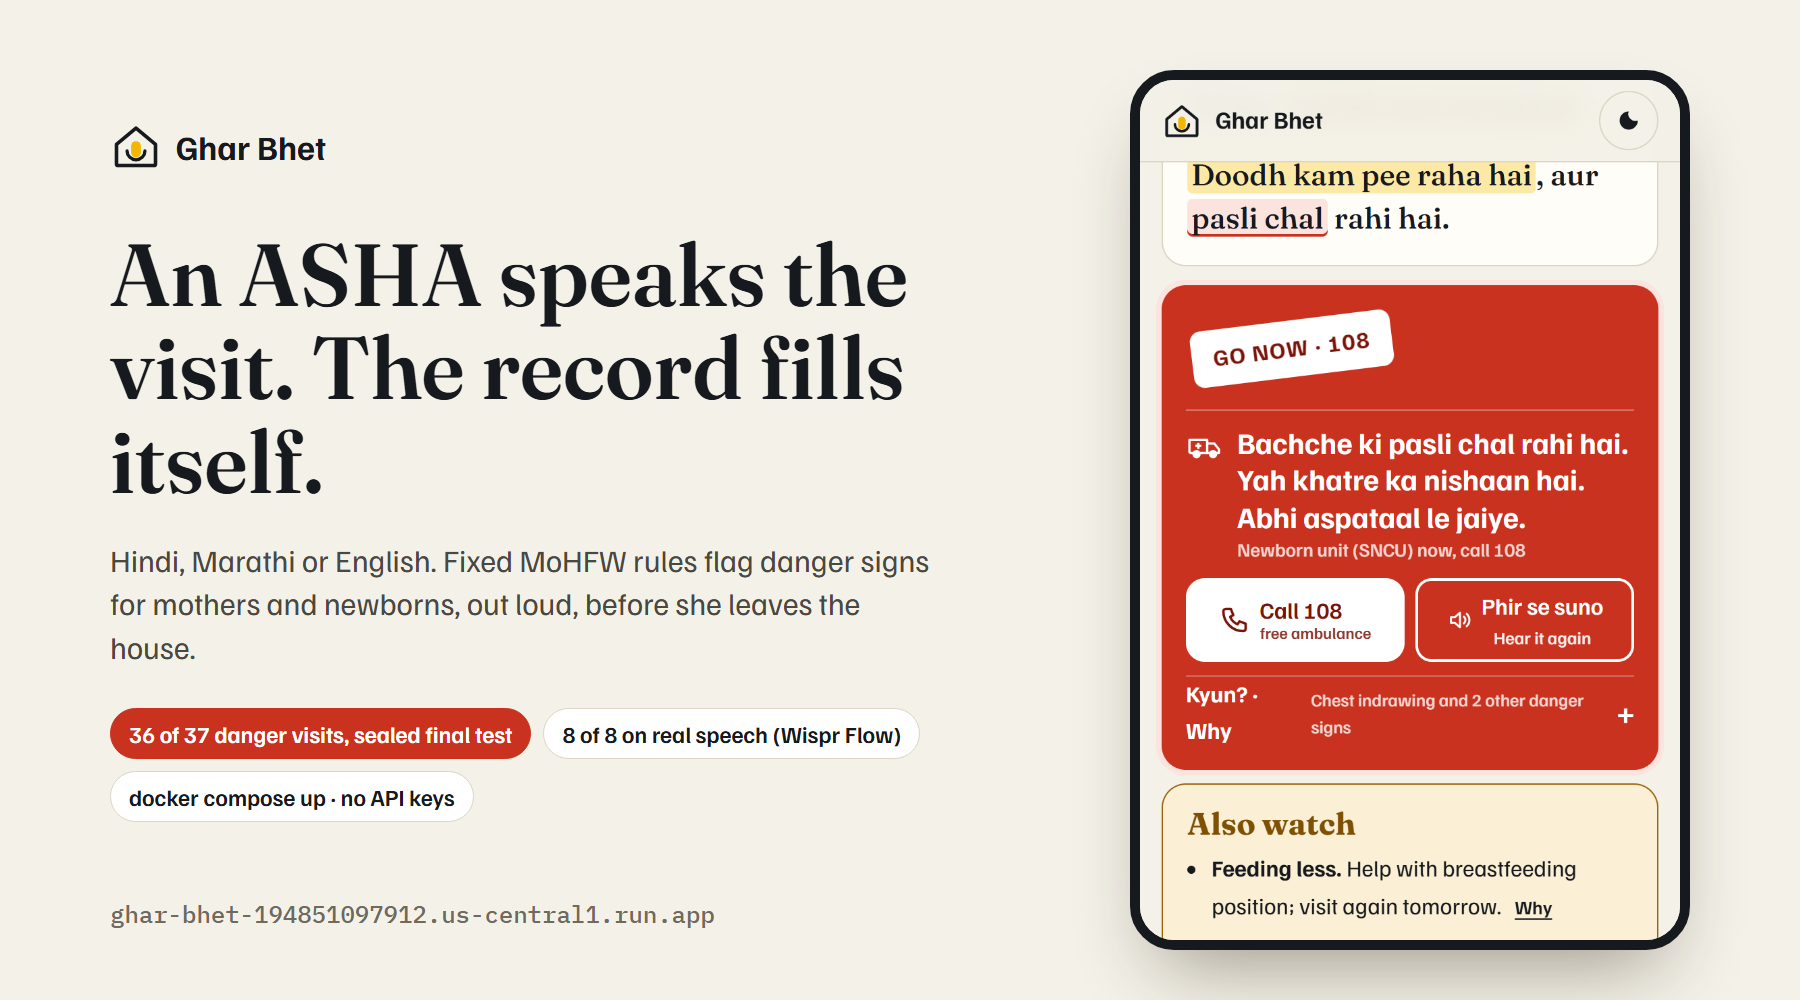 Ghar Bhet
An ASHA speaks the
visit. The record fills
itself.
Hindi, Marathi or English. Fixed MoHFW rules flag danger signs
for mothers and newborns, out loud, before she leaves the
house.
36 of 37 danger visits, sealed final test
8 of 8 on real speech (Wispr Flow)
docker compose up · no API keys
ghar-bhet-194851097912.us-central1.run.app
Ghar Bhet
Doodh kam pee raha hai, aur
pasli chal rahi hai.
GO NOW · 108
Bachche ki pasli chal rahi hai.
Yah khatre ka nishaan hai.
Abhi aspataal le jaiye.
Newborn unit (SNCU) now, call 108
Call 108
free ambulance
Phir se suno
Hear it again
Kyun? ·
Why
Chest indrawing and 2 other danger
signs
+
Also watch
• Feeding less. Help with breastfeeding
position; visit again tomorrow. Why